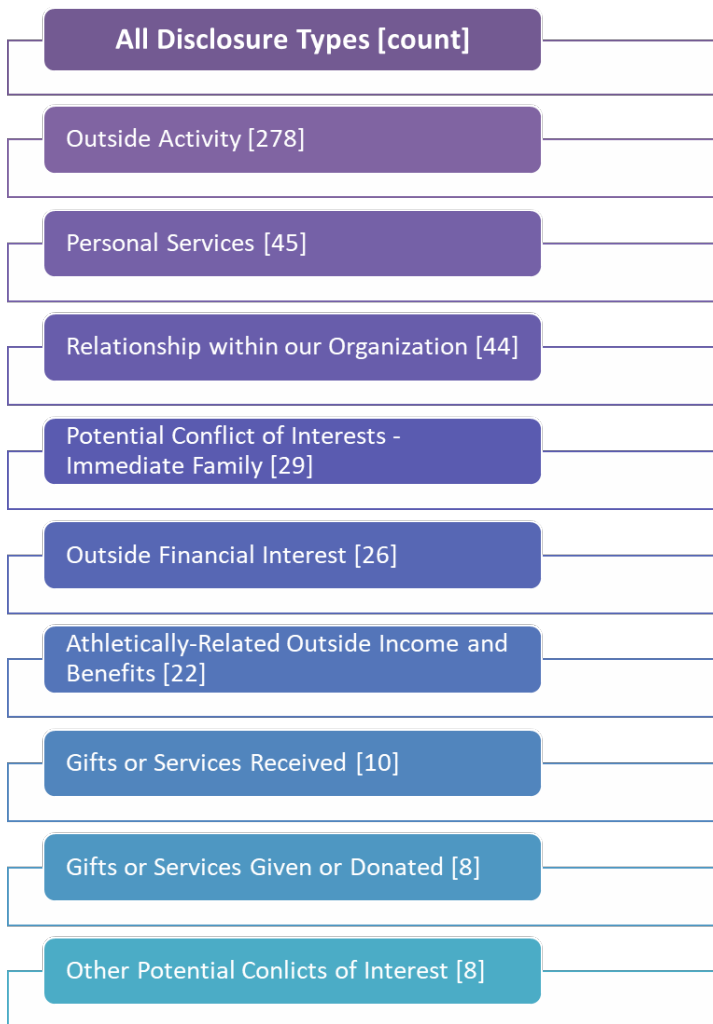 All Disclosure Types [count]
Outside Activity [278]
Personal Services [45]
Relationship within our Organization [44]
Potential Conflict of Interests -
Immediate Family [29]
Outside Financial Interest [26]
Athletically-Related Outside Income and
Benefits [22]
Gifts or Services Received [10]
Gifts or Services Given or Donated [8]
Other Potential Conlicts of Interest [8]